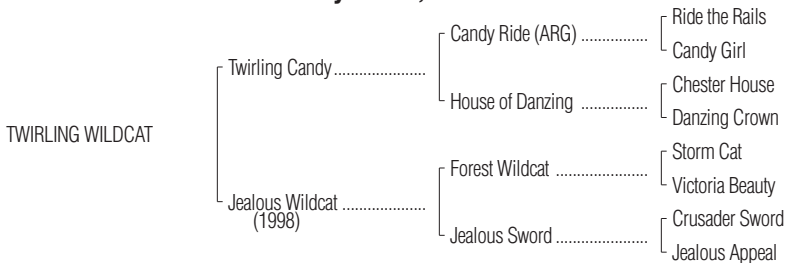 Ride the Rails
Candy Ride (ARG) ................
Candy Girl
Twirling Candy......................
Chester House
House of Danzing ................
Danzing Crown
TWIRLING WILDCAT
Storm Cat
Forest Wildcat ......................
Victoria Beauty
Jealous Wildcat ....................
(1998)
Crusader Sword
Jealous Sword ......................
Jealous Appeal